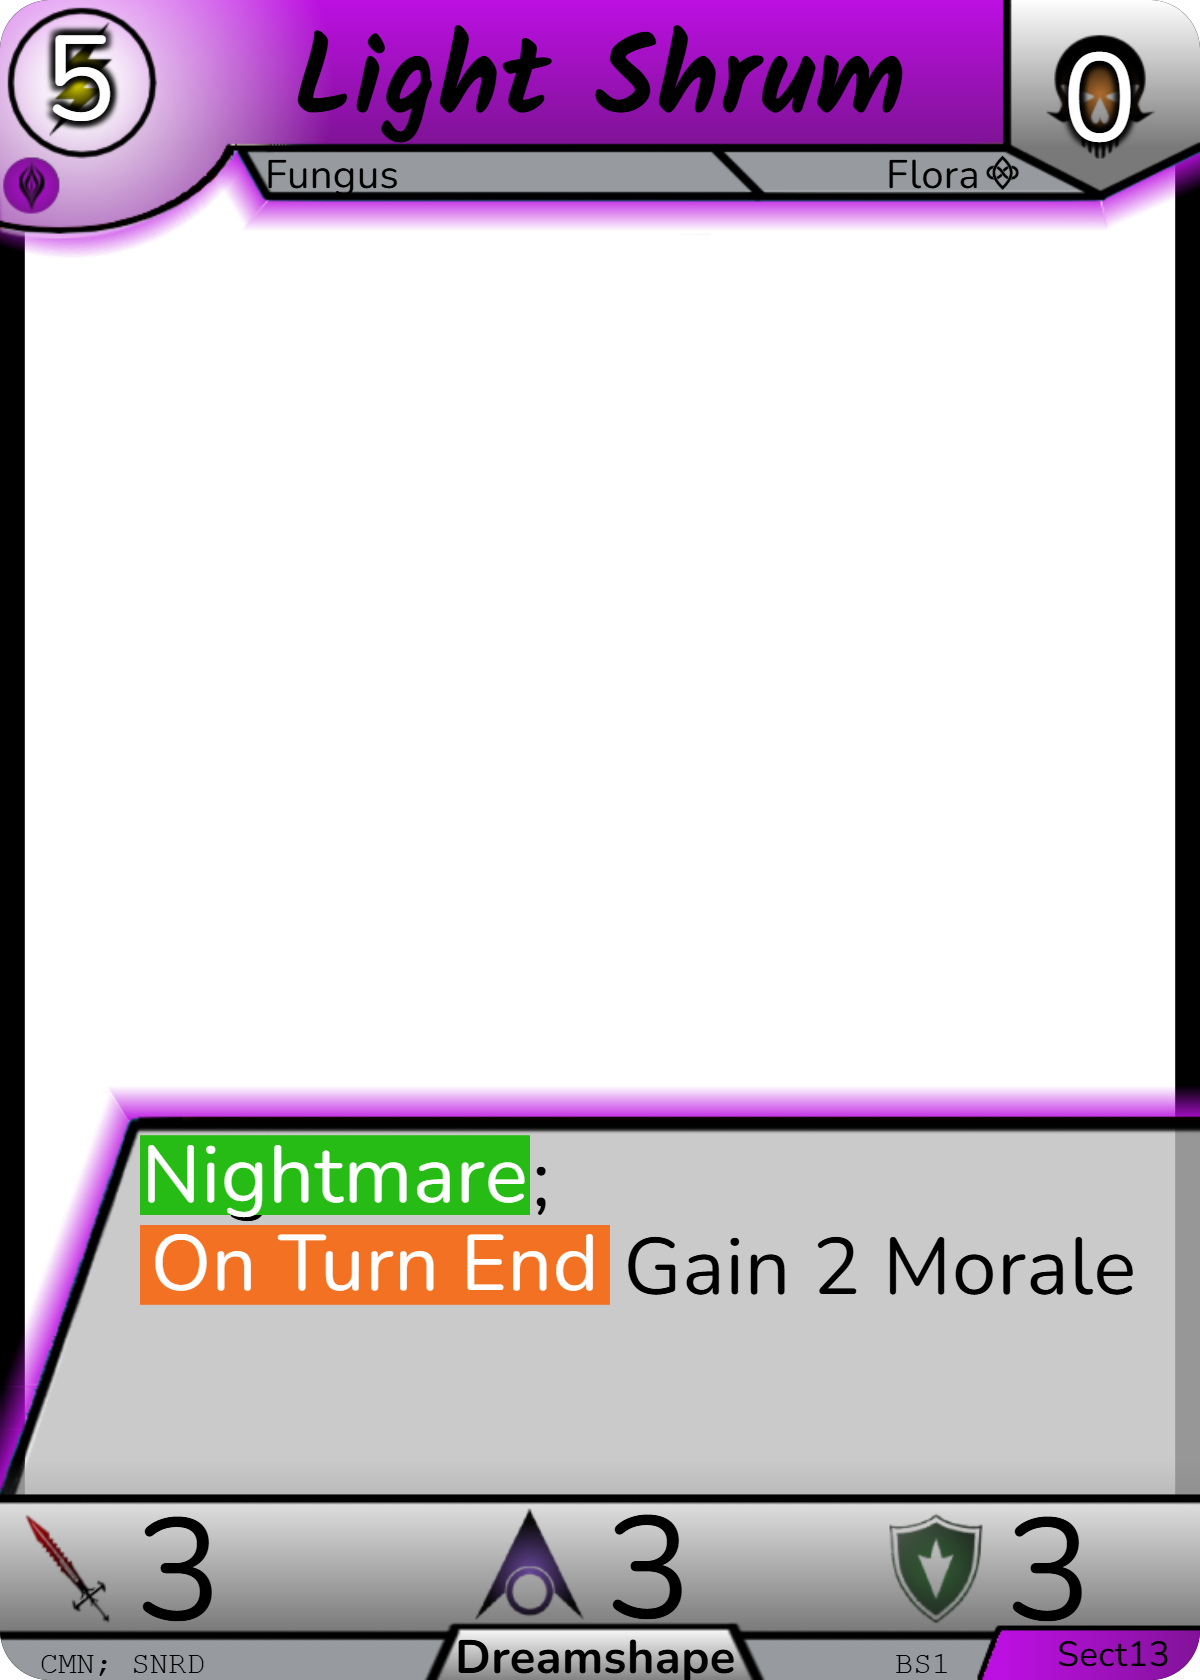 5
Light Shrum
0
Fungus
Flora
Nightmare;
On Turn End Gain 2 Morale
3
3
3
CMN; SNRD
Dreamshape
BS1
Sect13